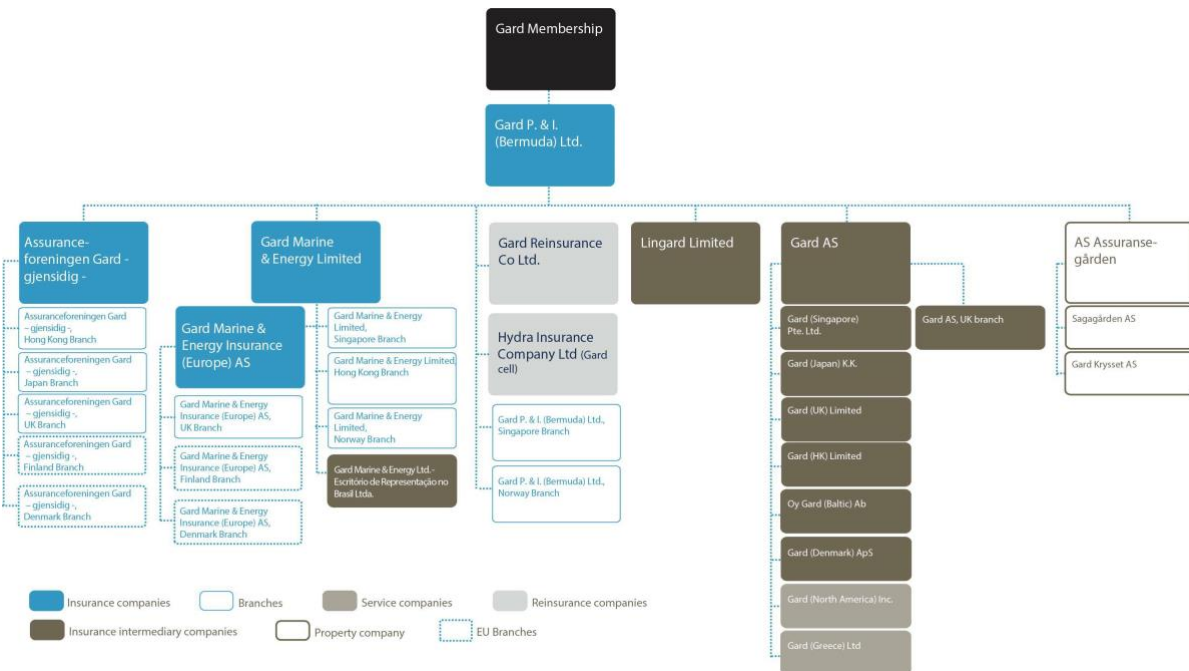 Gard Membership
Gard P. & I.
(Bermuda) Ltd.
Assurance-
foreningen Gard -
gjensidig -
Assuranceforeningen Gard
– gjensidig -,
Hong Kong Branch
Assuranceforeningen Gard
– gjensidig -,
Japan Branch
Assuranceforeningen Gard
– gjensidig -,
UK Branch
Assuranceforeningen Gard
– gjensidig -,
Finland Branch
Assuranceforeningen Gard
– gjensidig -,
Denmark Branch
Gard Marine
& Energy Limited
Gard Marine &
Energy Insurance
(Europe) AS
Gard Marine & Energy
Insurance (Europe) AS,
UK Branch
Gard Marine & Energy
Insurance (Europe) AS,
Finland Branch
Gard Marine & Energy
Insurance (Europe) AS,
Denmark Branch
Gard Marine & Energy
Limited,
Singapore Branch
Gard Marine & Energy Limited,
Hong Kong Branch
Gard Marine & Energy
Limited,
Norway Branch
Gard Marine & Energy Ltd. -
Escritório de Representação no
Brasil Ltda.
Gard Reinsurance
Co Ltd.
Hydra Insurance
Company Ltd (Gard
cell)
Gard P. & I. (Bermuda) Ltd.,
Singapore Branch
Gard P. & I. (Bermuda) Ltd.,
Norway Branch
Lingard Limited
Gard AS
Gard (Singapore)
Pte. Ltd.
Gard (Japan) K.K.
Gard (UK) Limited
Gard (HK) Limited
Oy Gard (Baltic) Ab
Gard (Denmark) ApS
Gard (North America) Inc.
Gard (Greece) Ltd
Gard AS, UK branch
AS Assuranse-
gården
Sagagården AS
Gard Krysset AS
Insurance companies
Branches
Service companies
Reinsurance companies
Insurance intermediary companies
Property company
EU Branches